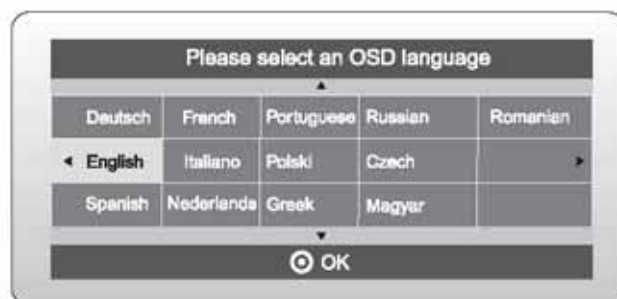 Please select an OSD language
Deutsch French Portuguese Russian Romanian
English Italiano Polski Czech
Spanish Nederlands Greek Magyar
OK